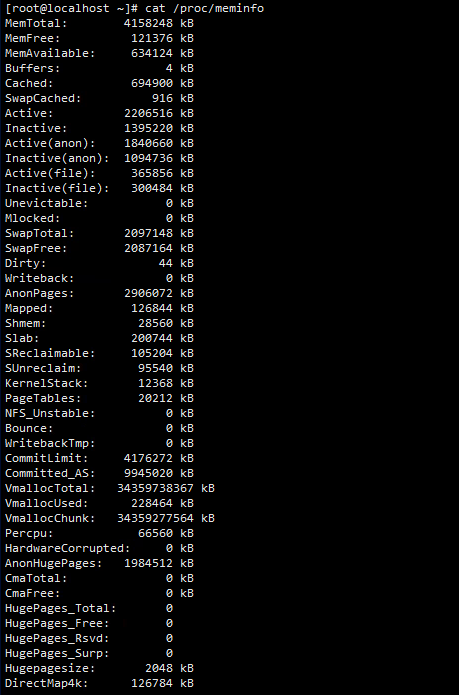 [root@localhost ~]# cat /proc/meminfo
MemTotal:        4158248 kB
MemFree:          121376 kB
MemAvailable:     634124 kB
Buffers:               4 kB
Cached:           694900 kB
SwapCached:          916 kB
Active:          2206516 kB
Inactive:        1395220 kB
Active(anon):    1840660 kB
Inactive(anon):  1094736 kB
Active(file):     365856 kB
Inactive(file):   300484 kB
Unevictable:           0 kB
Mlocked:               0 kB
SwapTotal:       2097148 kB
SwapFree:        2087164 kB
Dirty:                44 kB
Writeback:             0 kB
AnonPages:       2906072 kB
Mapped:           126844 kB
Shmem:             28560 kB
Slab:             200744 kB
SReclaimable:     105204 kB
SUnreclaim:        95540 kB
KernelStack:       12368 kB
PageTables:        20212 kB
NFS_Unstable:          0 kB
Bounce:                0 kB
WritebackTmp:          0 kB
CommitLimit:     4176272 kB
Committed_AS:    9945020 kB
VmallocTotal:   34359738367 kB
VmallocUsed:      228464 kB
VmallocChunk:   34359277564 kB
Percpu:            66560 kB
HardwareCorrupted:     0 kB
AnonHugePages:   1984512 kB
CmaTotal:              0 kB
CmaFree:               0 kB
HugePages_Total:       0
HugePages_Free:        0
HugePages_Rsvd:        0
HugePages_Surp:        0
Hugepagesize:       2048 kB
DirectMap4k:      126784 kB